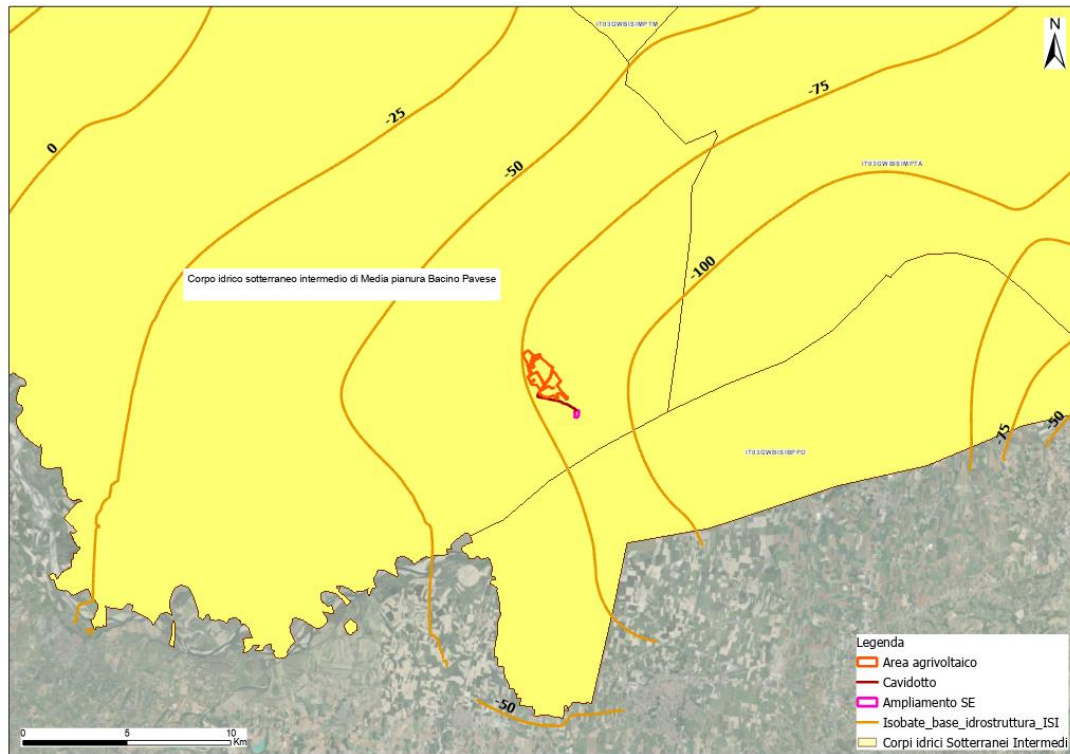 IT03GWBISIMPTM
N
0
-25
-50
-75
IT03GWBISIMPTA
-100
Corpo idrico sotterraneo intermedio di Media pianura Bacino Pavese
IT03GWBISIBPPO
-75
-50
-50
Legenda
Area agrivoltaico
Cavidotto
Ampliamento SE
Isobate_base_idrostruttura_ISI
Corpi idrici Sotterranei Intermedi
0 5 10
Km